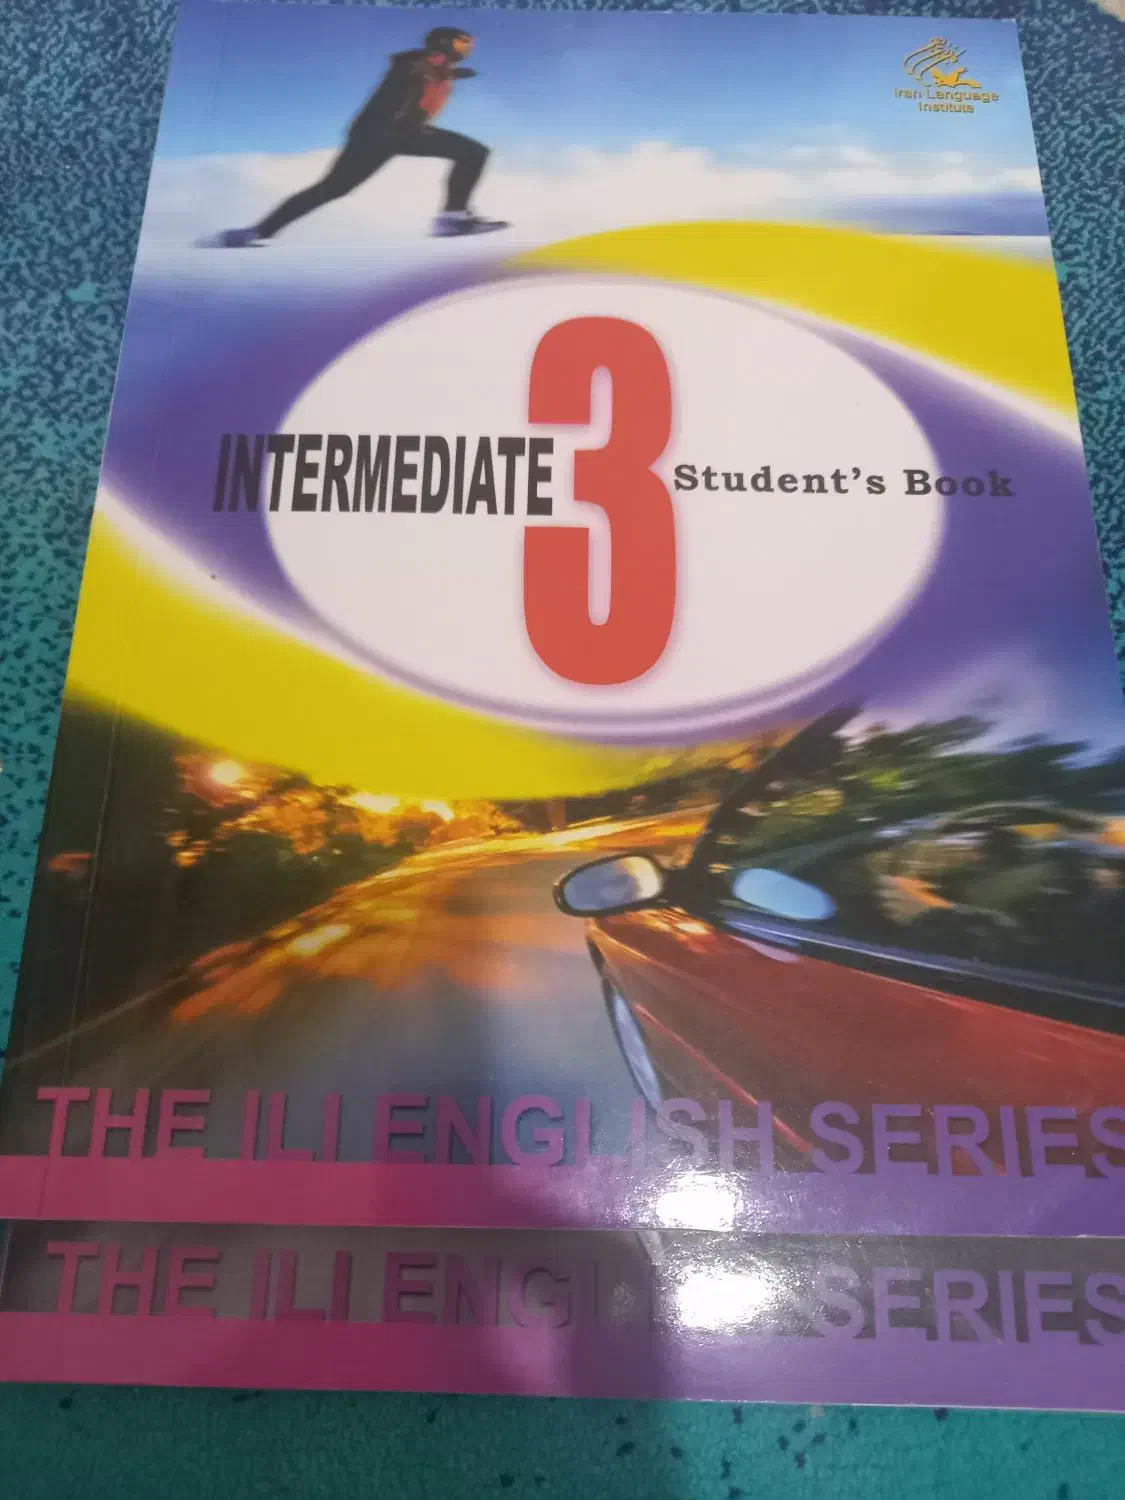 Iran Language
Institute
INTERMEDIATE 3 Student's Book
THE ILI ENGLISH SERIES
THE ILI ENGLISH SERIES